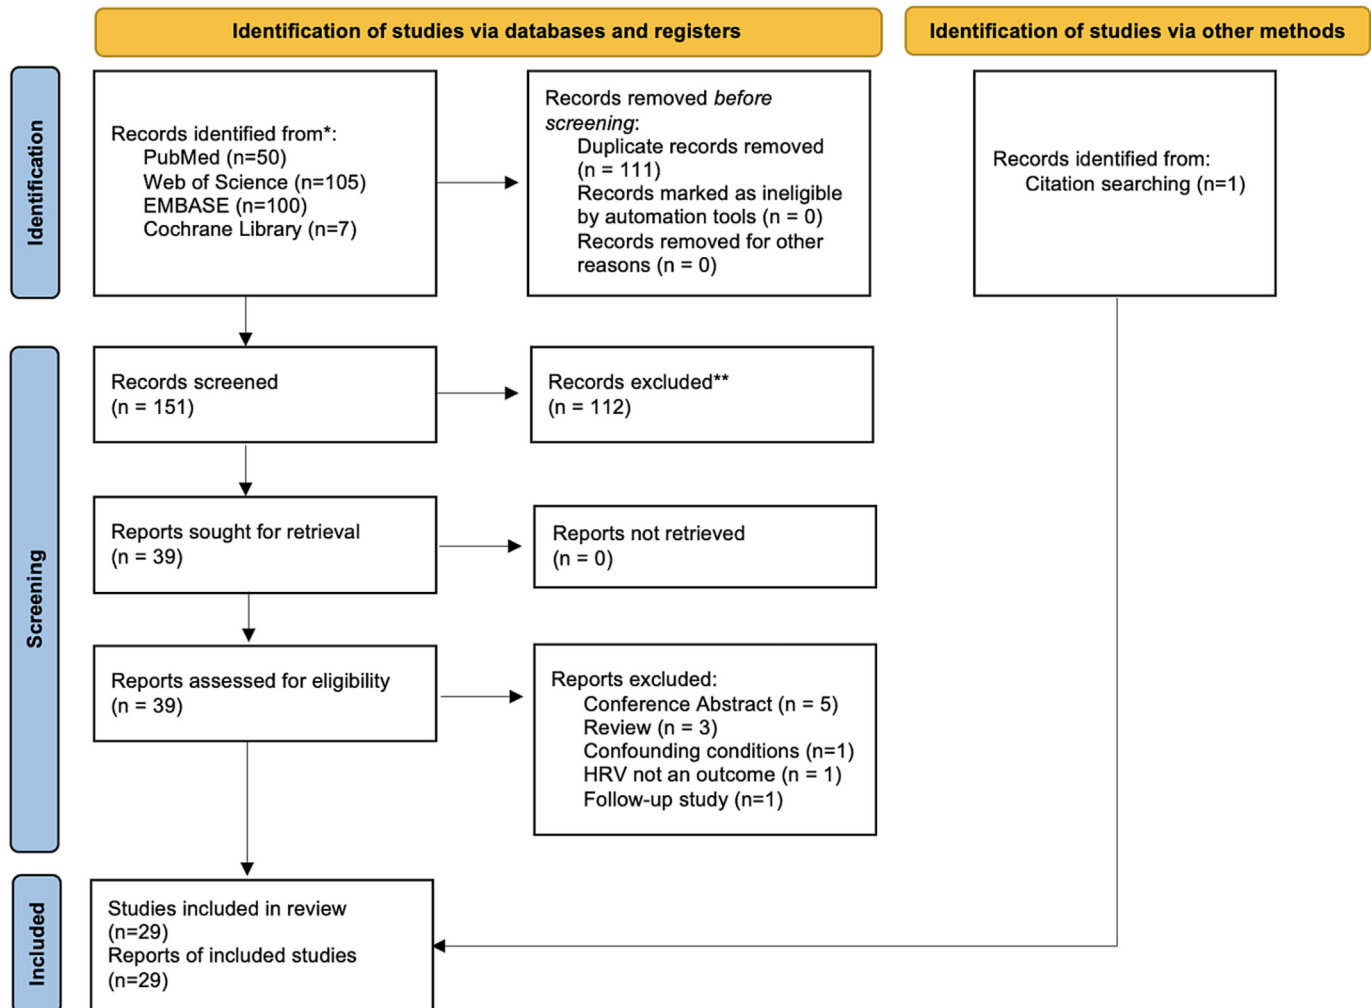 Identification of studies via databases and registers
Identification of studies via other methods
Identification
Records identified from*:
PubMed (n=50)
Web of Science (n=105)
EMBASE (n=100)
Cochrane Library (n=7)
Records removed before
screening:
Duplicate records removed
(n = 111)
Records marked as ineligible
by automation tools (n = 0)
Records removed for other
reasons (n = 0)
Records identified from:
Citation searching (n=1)
Screening
Records screened
(n = 151)
Records excluded**
(n = 112)
Reports sought for retrieval
(n = 39)
Reports not retrieved
(n = 0)
Reports assessed for eligibility
(n = 39)
Reports excluded:
Conference Abstract (n = 5)
Review (n = 3)
Confounding conditions (n=1)
HRV not an outcome (n = 1)
Follow-up study (n=1)
Included
Studies included in review
(n=29)
Reports of included studies
(n=29)